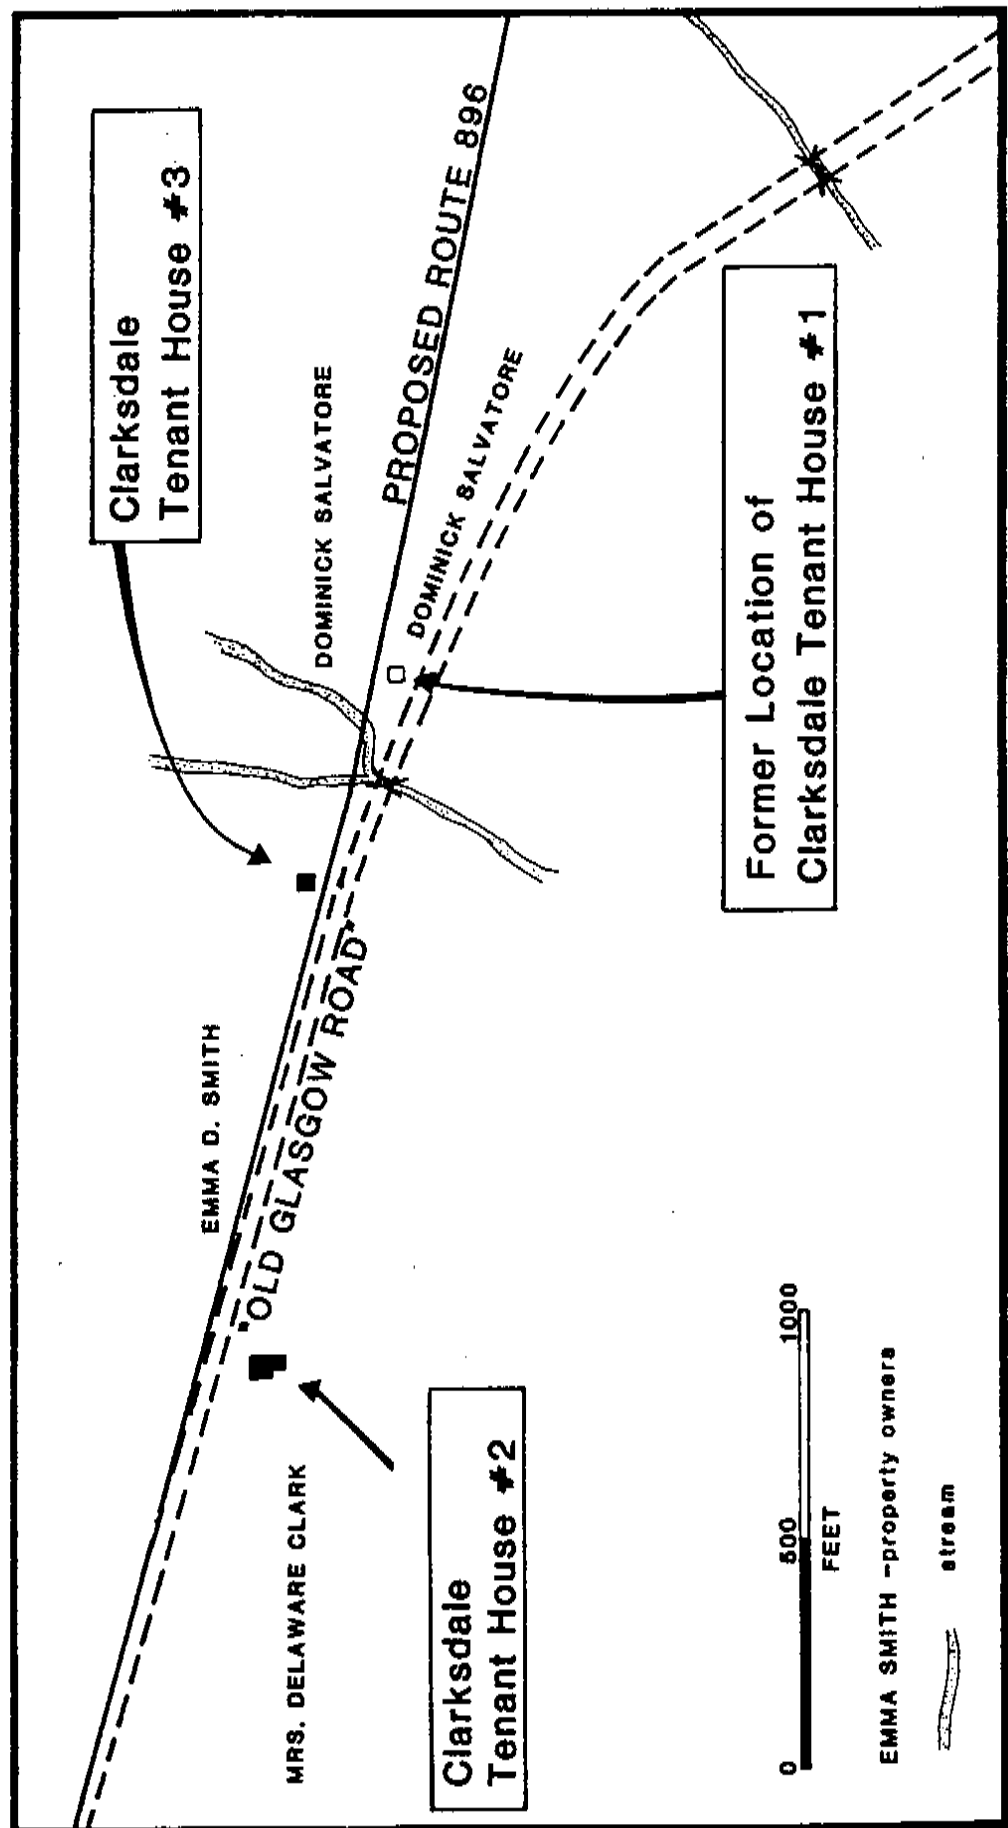 Clarksdale
Tenant House #3
PROPOSED ROUTE 896
DOMINICK SALVATORE
DOMINICK SALVATORE
EMMA D. SMITH
"OLD GLASGOW ROAD"
MRS. DELAWARE CLARK
Clarksdale
Tenant House #2
Former Location of
Clarksdale Tenant House #1
0 500 1000
FEET
EMMA SMITH -property owners
stream